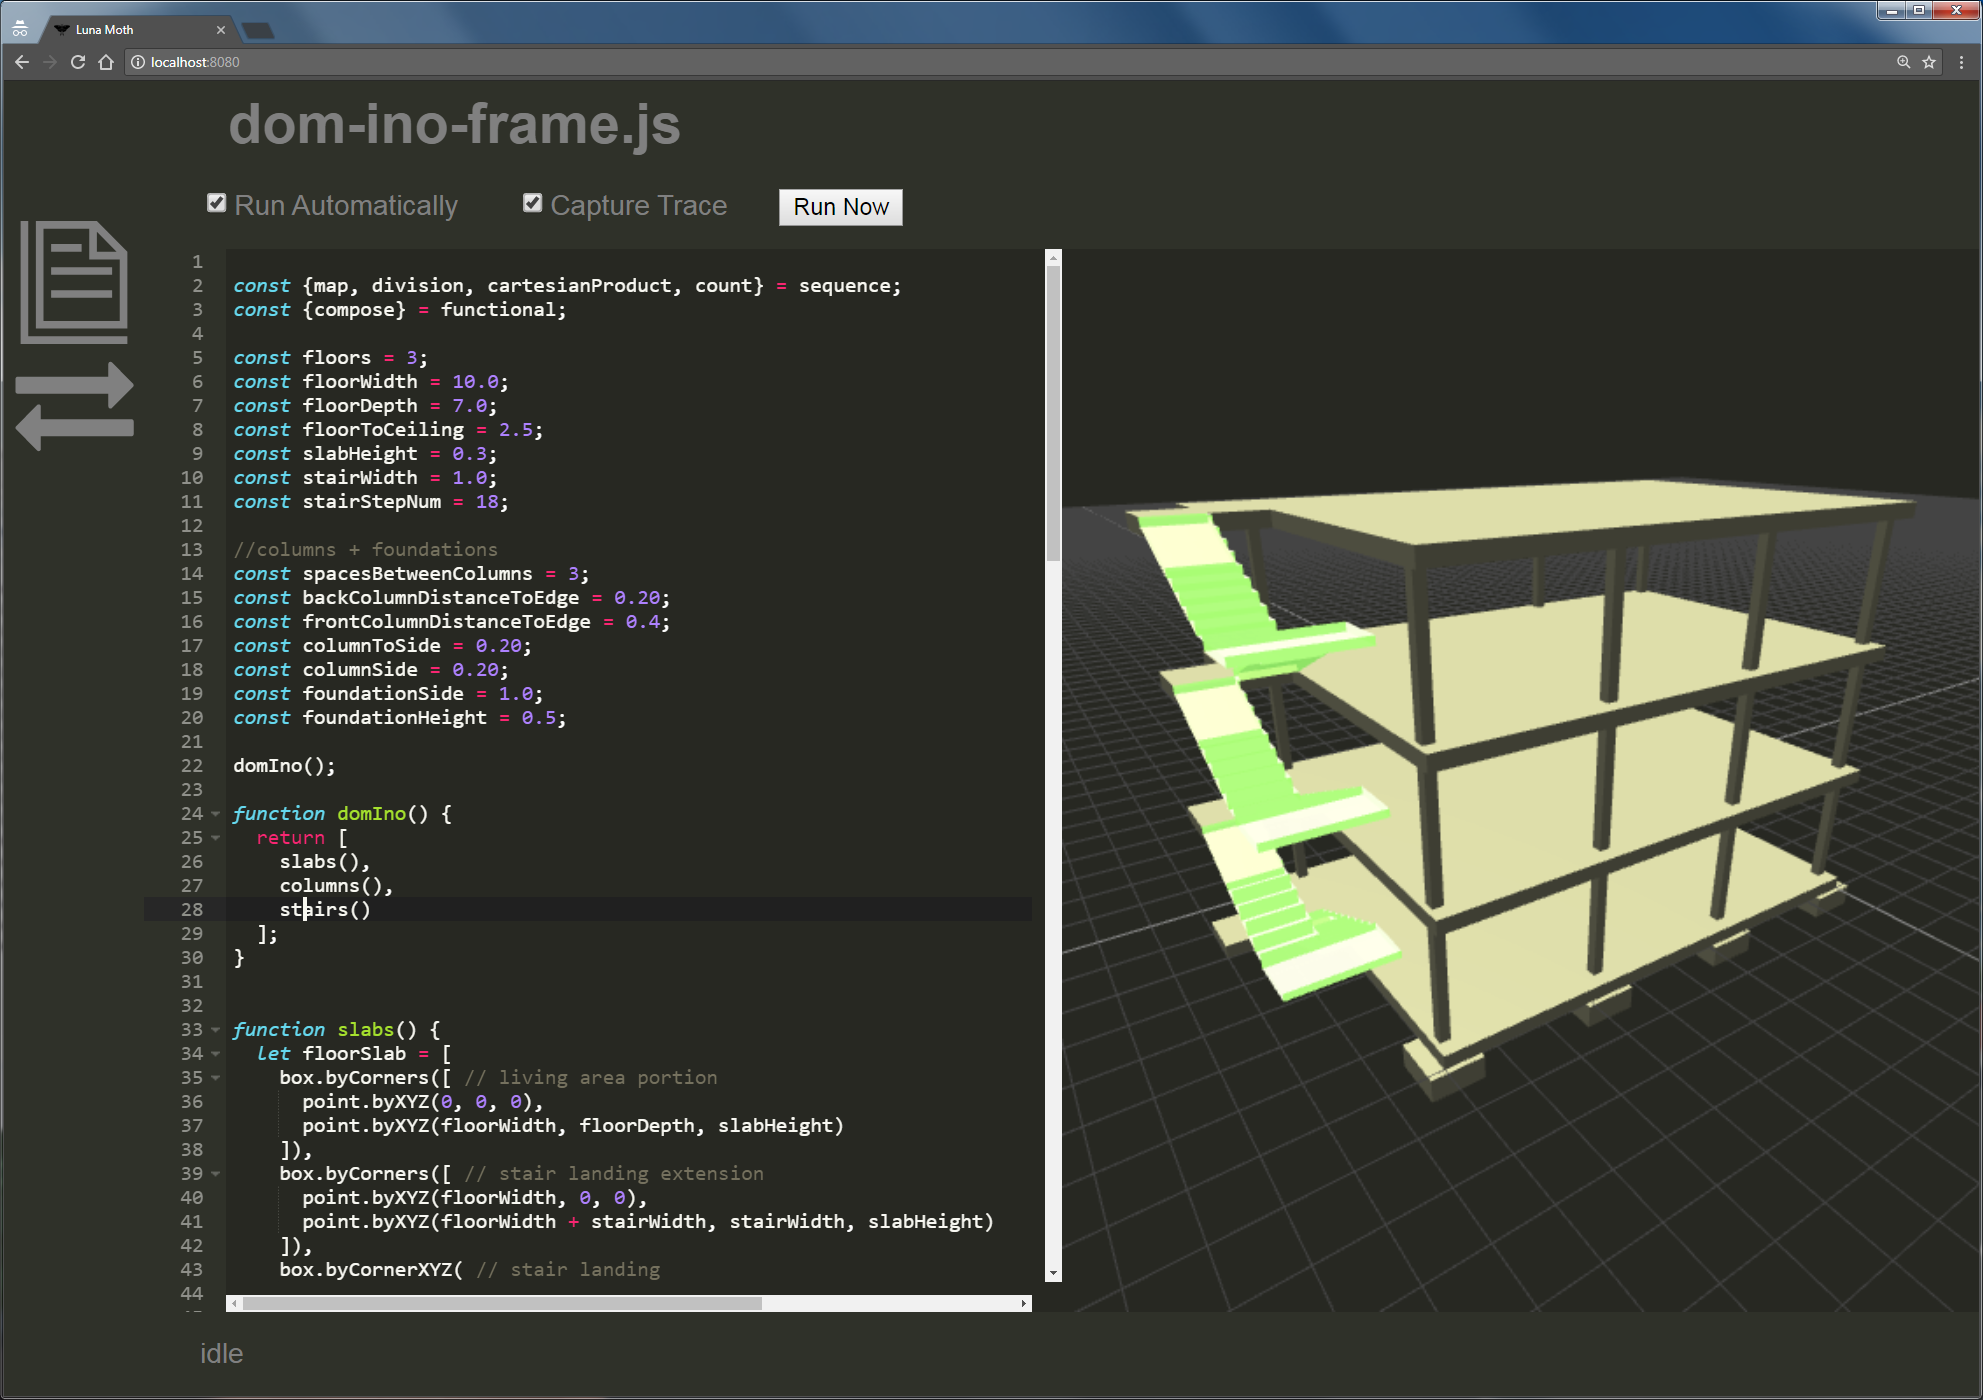 Luna Moth
localhost:8080
dom-ino-frame.js
Run Automatically
Capture Trace
Run Now
1
2 const {map, division, cartesianProduct, count} = sequence;
3 const {compose} = functional;
4
5 const floors = 3;
6 const floorWidth = 10.0;
7 const floorDepth = 7.0;
8 const floorToCeiling = 2.5;
9 const slabHeight = 0.3;
10 const stairWidth = 1.0;
11 const stairStepNum = 18;
12
13 //columns + foundations
14 const spacesBetweenColumns = 3;
15 const backColumnDistanceToEdge = 0.20;
16 const frontColumnDistanceToEdge = 0.4;
17 const columnToSide = 0.20;
18 const columnSide = 0.20;
19 const foundationSide = 1.0;
20 const foundationHeight = 0.5;
21
22 domIno();
23
24 function domIno() {
25 return [
26 slabs(),
27 columns(),
28 stairs()
29 ];
30 }
31
32
33 function slabs() {
34 let floorSlab = [
35 box.byCorners([ // living area portion
36 point.byXYZ(0, 0, 0),
37 point.byXYZ(floorWidth, floorDepth, slabHeight)
38 ]),
39 box.byCorners([ // stair landing extension
40 point.byXYZ(floorWidth, 0, 0),
41 point.byXYZ(floorWidth + stairWidth, stairWidth, slabHeight)
42 ]),
43 box.byCornerXYZ( // stair landing
44
idle